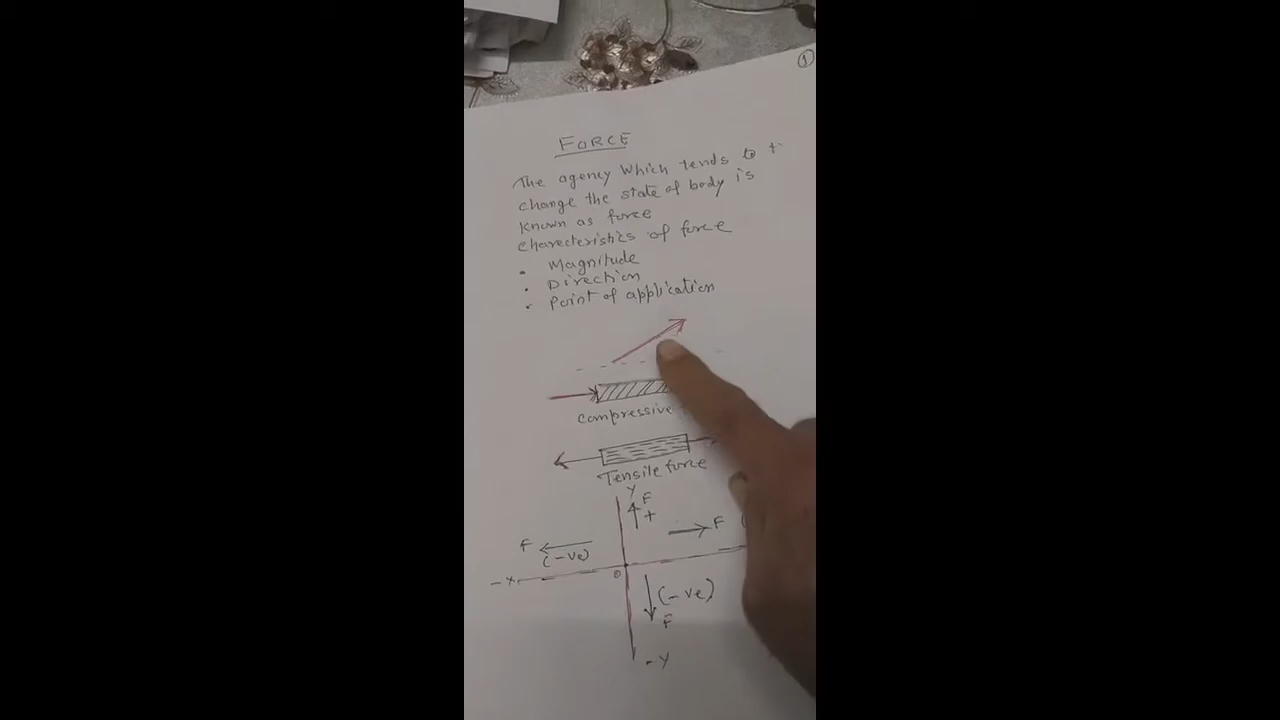 1
FORCE
The agency which tends to
change the state of body is
known as force
charecteristics of force
• Magnitude
• Direction
• Point of application
Compressive
Tensile force
Y
F
+
F
F
(-ve)
-X
O
(-ve)
F
-Y